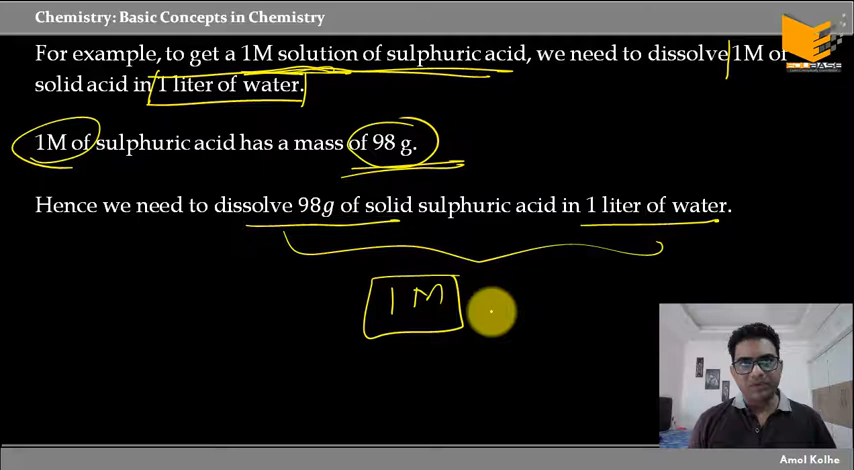 Chemistry: Basic Concepts in Chemistry
For example, to get a 1M solution of sulphuric acid, we need to dissolve 1M of
solid acid in 1 liter of water.
1M of sulphuric acid has a mass of 98 g.
Hence we need to dissolve 98g of solid sulphuric acid in 1 liter of water.
1 M
EDUBASE
Amol Kolhe